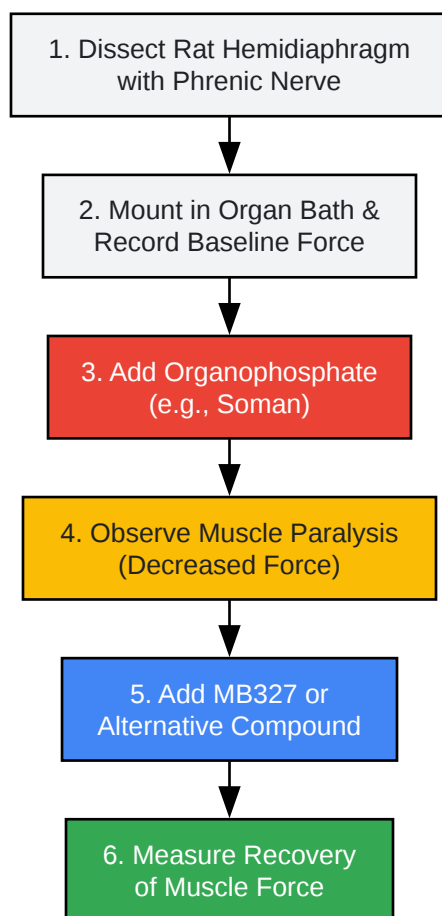 1. Dissect Rat Hemidiaphragm
with Phrenic Nerve
2. Mount in Organ Bath &
Record Baseline Force
3. Add Organophosphate
(e.g., Soman)
4. Observe Muscle Paralysis
(Decreased Force)
5. Add MB327 or
Alternative Compound
6. Measure Recovery
of Muscle Force